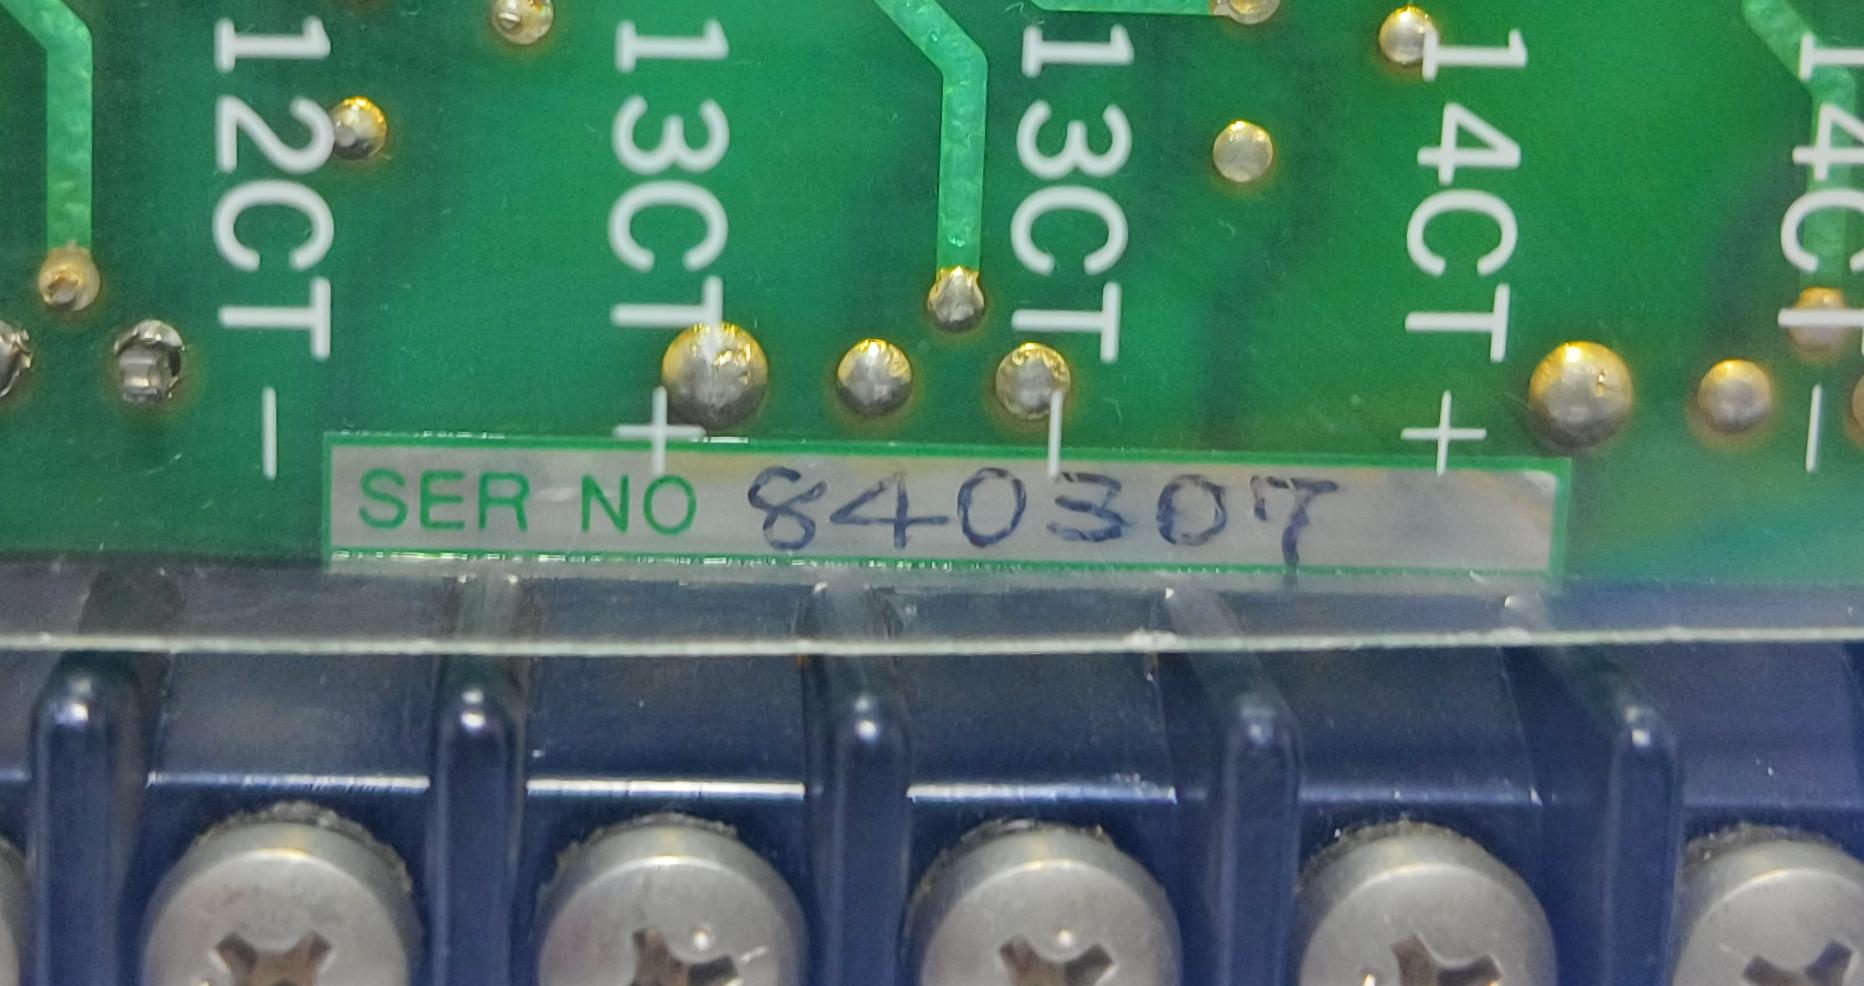 12CT −
13CT +
13CT −
14CT +
14CT −
SER NO 840307